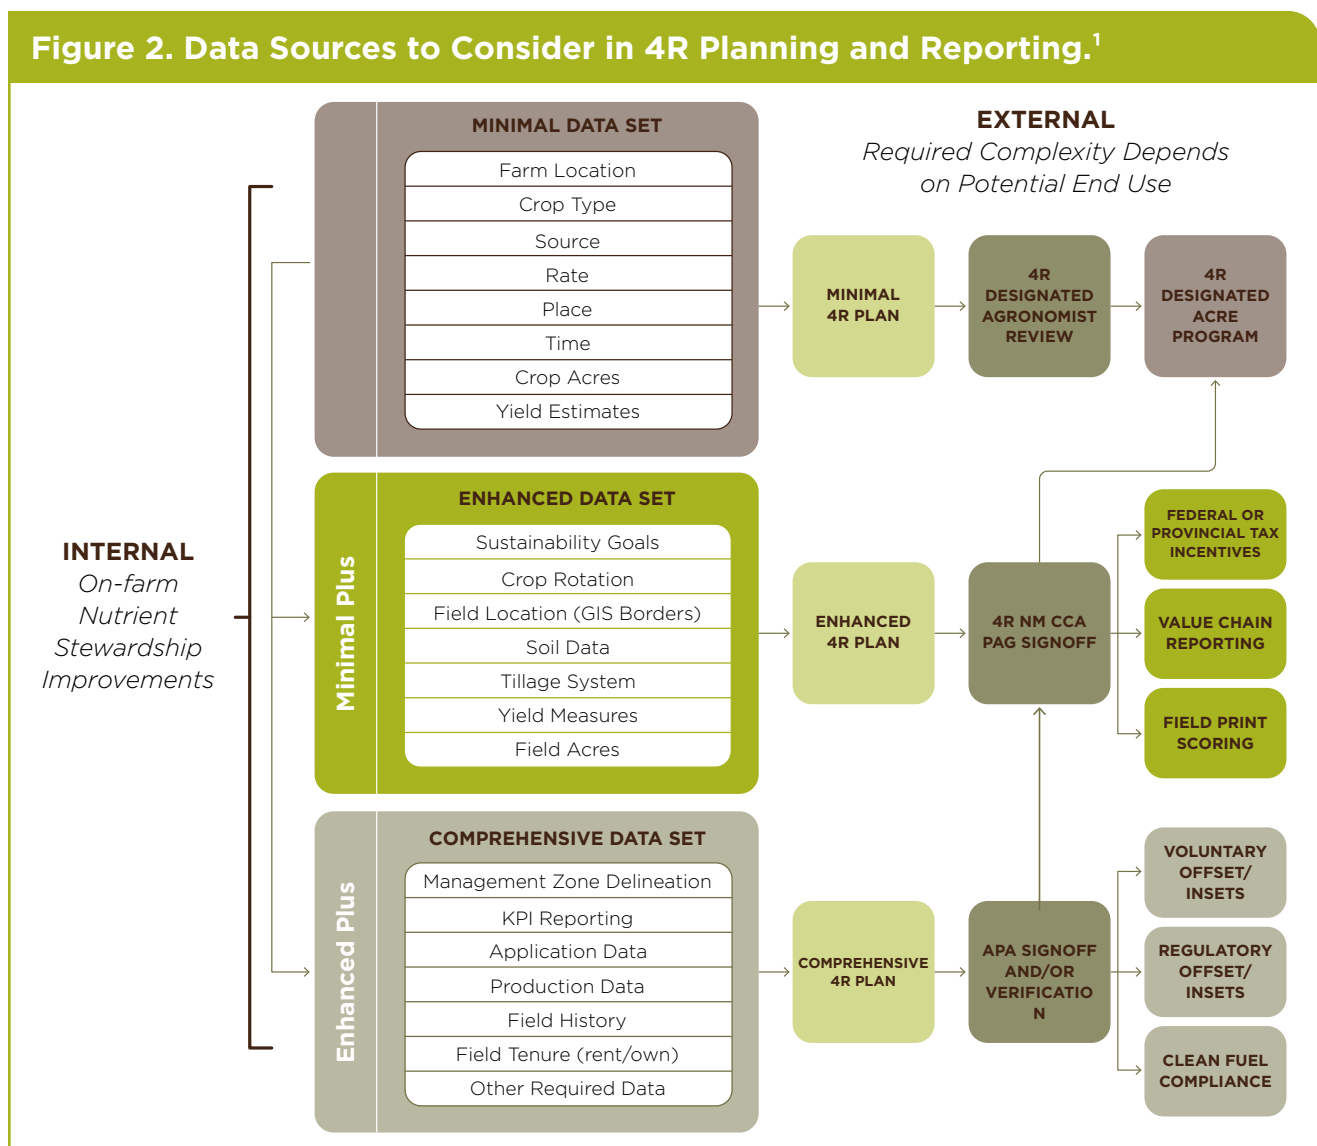 Figure 2. Data Sources to Consider in 4R Planning and Reporting.¹
INTERNAL
On-farm
Nutrient
Stewardship
Improvements
MINIMAL DATA SET
Farm Location
Crop Type
Source
Rate
Place
Time
Crop Acres
Yield Estimates
EXTERNAL
Required Complexity Depends
on Potential End Use
MINIMAL
4R PLAN
4R
DESIGNATED
AGRONOMIST
REVIEW
4R
DESIGNATED
ACRE
PROGRAM
Minimal Plus
ENHANCED DATA SET
Sustainability Goals
Crop Rotation
Field Location (GIS Borders)
Soil Data
Tillage System
Yield Measures
Field Acres
ENHANCED
4R PLAN
4R NM CCA
PAG SIGNOFF
FEDERAL OR
PROVINCIAL TAX
INCENTIVES
VALUE CHAIN
REPORTING
FIELD PRINT
SCORING
Enhanced Plus
COMPREHENSIVE DATA SET
Management Zone Delineation
KPI Reporting
Application Data
Production Data
Field History
Field Tenure (rent/own)
Other Required Data
COMPREHENSIVE
4R PLAN
APA SIGNOFF
AND/OR
VERIFICATIO
N
VOLUNTARY
OFFSET/
INSETS
REGULATORY
OFFSET/
INSETS
CLEAN FUEL
COMPLIANCE